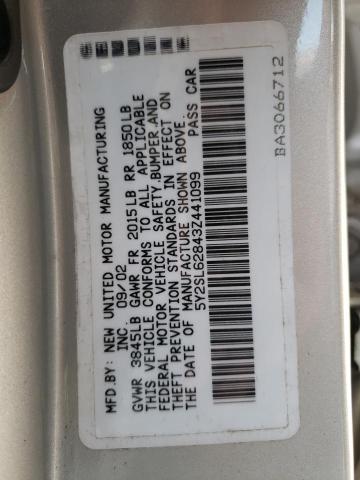 MFD.BY: NEW UNITED MOTOR MANUFACTURING
INC. 09/02
GVWR 3845LB GAWR FR 2015LB RR 1850LB
THIS VEHICLE CONFORMS TO ALL APPLICABLE
FEDERAL MOTOR VEHICLE SAFETY,BUMPER,AND
THEFT PREVENTION STANDARDS IN EFFECT ON
THE DATE OF MANUFACTURE SHOWN ABOVE.
5Y2SL62843Z441099 PASS CAR
BA3066712